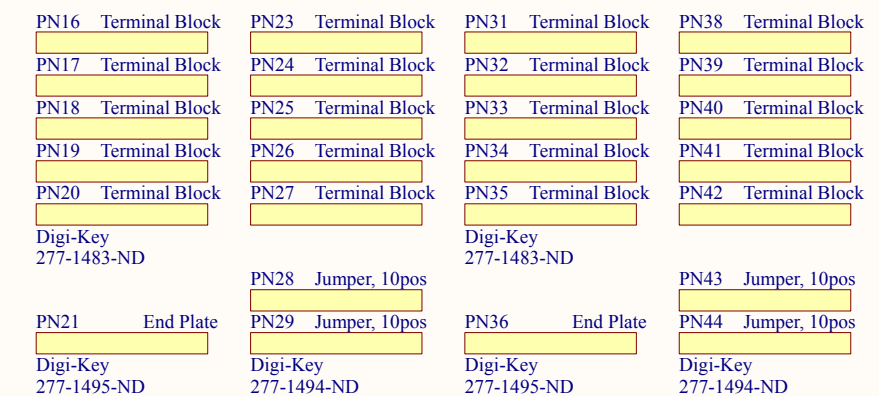 PN16 Terminal Block PN23 Terminal Block PN31 Terminal Block PN38 Terminal Block
PN17 Terminal Block PN24 Terminal Block PN32 Terminal Block PN39 Terminal Block
PN18 Terminal Block PN25 Terminal Block PN33 Terminal Block PN40 Terminal Block
PN19 Terminal Block PN26 Terminal Block PN34 Terminal Block PN41 Terminal Block
PN20 Terminal Block PN27 Terminal Block PN35 Terminal Block PN42 Terminal Block
Digi-Key Digi-Key
277-1483-ND 277-1483-ND
PN28 Jumper, 10pos PN43 Jumper, 10pos
PN21 End Plate PN29 Jumper, 10pos PN36 End Plate PN44 Jumper, 10pos
Digi-Key Digi-Key Digi-Key Digi-Key
277-1495-ND 277-1494-ND 277-1495-ND 277-1494-ND